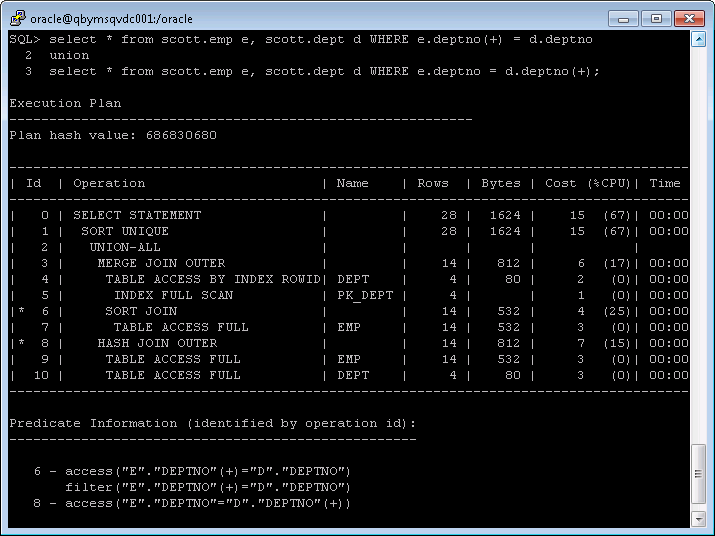 oracle@qbymsqvdc001:/oracle
SQL> select * from scott.emp e, scott.dept d WHERE e.deptno(+) = d.deptno
  2  union
  3  select * from scott.emp e, scott.dept d WHERE e.deptno = d.deptno(+);
Execution Plan
----------------------------------------------------------
Plan hash value: 686830680
-------------------------------------------------------------------------------------
| Id  | Operation                      | Name    | Rows  | Bytes | Cost (%CPU)| Time
-------------------------------------------------------------------------------------
|   0 | SELECT STATEMENT               |         |    28 |  1624 |    15  (67)| 00:00
|   1 |  SORT UNIQUE                   |         |    28 |  1624 |    15  (67)| 00:00
|   2 |   UNION-ALL                    |         |       |       |            |
|   3 |    MERGE JOIN OUTER            |         |    14 |   812 |     6  (17)| 00:00
|   4 |     TABLE ACCESS BY INDEX ROWID| DEPT    |     4 |    80 |     2   (0)| 00:00
|   5 |      INDEX FULL SCAN           | PK_DEPT |     4 |       |     1   (0)| 00:00
|*  6 |     SORT JOIN                  |         |    14 |   532 |     4  (25)| 00:00
|   7 |      TABLE ACCESS FULL         | EMP     |    14 |   532 |     3   (0)| 00:00
|*  8 |    HASH JOIN OUTER             |         |    14 |   812 |     7  (15)| 00:00
|   9 |     TABLE ACCESS FULL          | EMP     |    14 |   532 |     3   (0)| 00:00
|  10 |     TABLE ACCESS FULL          | DEPT    |     4 |    80 |     3   (0)| 00:00
-------------------------------------------------------------------------------------
Predicate Information (identified by operation id):
---------------------------------------------------
   6 - access("E"."DEPTNO"(+)="D"."DEPTNO")
       filter("E"."DEPTNO"(+)="D"."DEPTNO")
   8 - access("E"."DEPTNO"="D"."DEPTNO"(+))